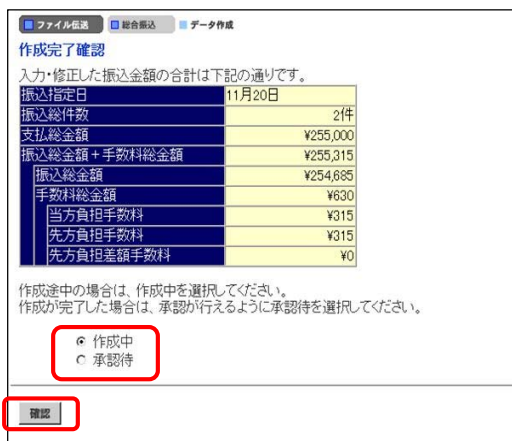 ファイル伝送 総合振込 データ作成
作成完了確認
入力・修正した振込金額の合計は下記の通りです。
振込指定日 11月20日
振込総件数 2件
支払総金額 ¥255,000
振込総金額+手数料総金額 ¥255,315
振込総金額 ¥254,685
手数料総金額 ¥630
当方負担手数料 ¥315
先方負担手数料 ¥315
先方負担差額手数料 ¥0
作成途中の場合は、作成中を選択してください。
作成が完了した場合は、承認が行えるように承認待を選択してください。
作成中
承認待
確認